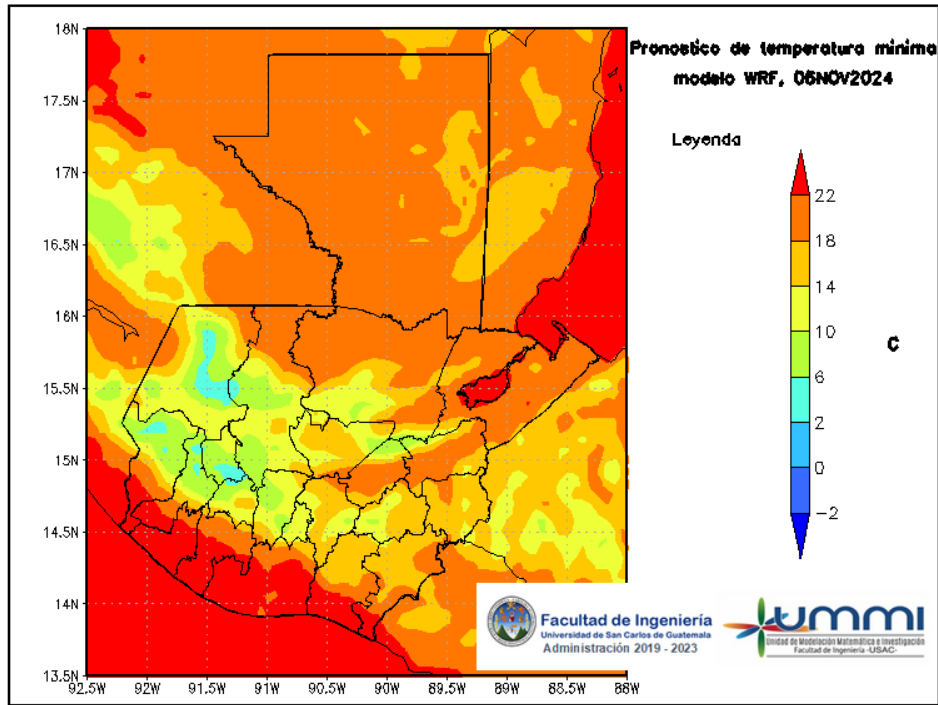 Pronostico de temperatura minima
modelo WRF, 06NOV2024
Leyenda
22
18
14
10
6
2
0
−2
C
18N
17.5N
17N
16.5N
16N
15.5N
15N
14.5N
14N
13.5N
92.5W
92W
91.5W
91W
90.5W
90W
89.5W
89W
88.5W
88W
Facultad de Ingeniería
Universidad de San Carlos de Guatemala
Administración 2019 - 2023
ummi
Unidad de Modelación Matemática e Investigación
Facultad de Ingeniería -USAC-